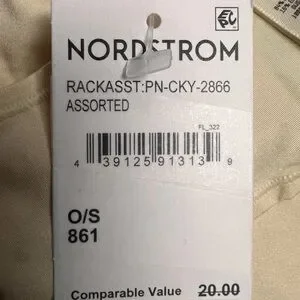 NORDSTROM
RACKASST:PN-CKY-2866
ASSORTED
FL_322
4 39125 91313 9
O/S
861
Comparable Value 20.00